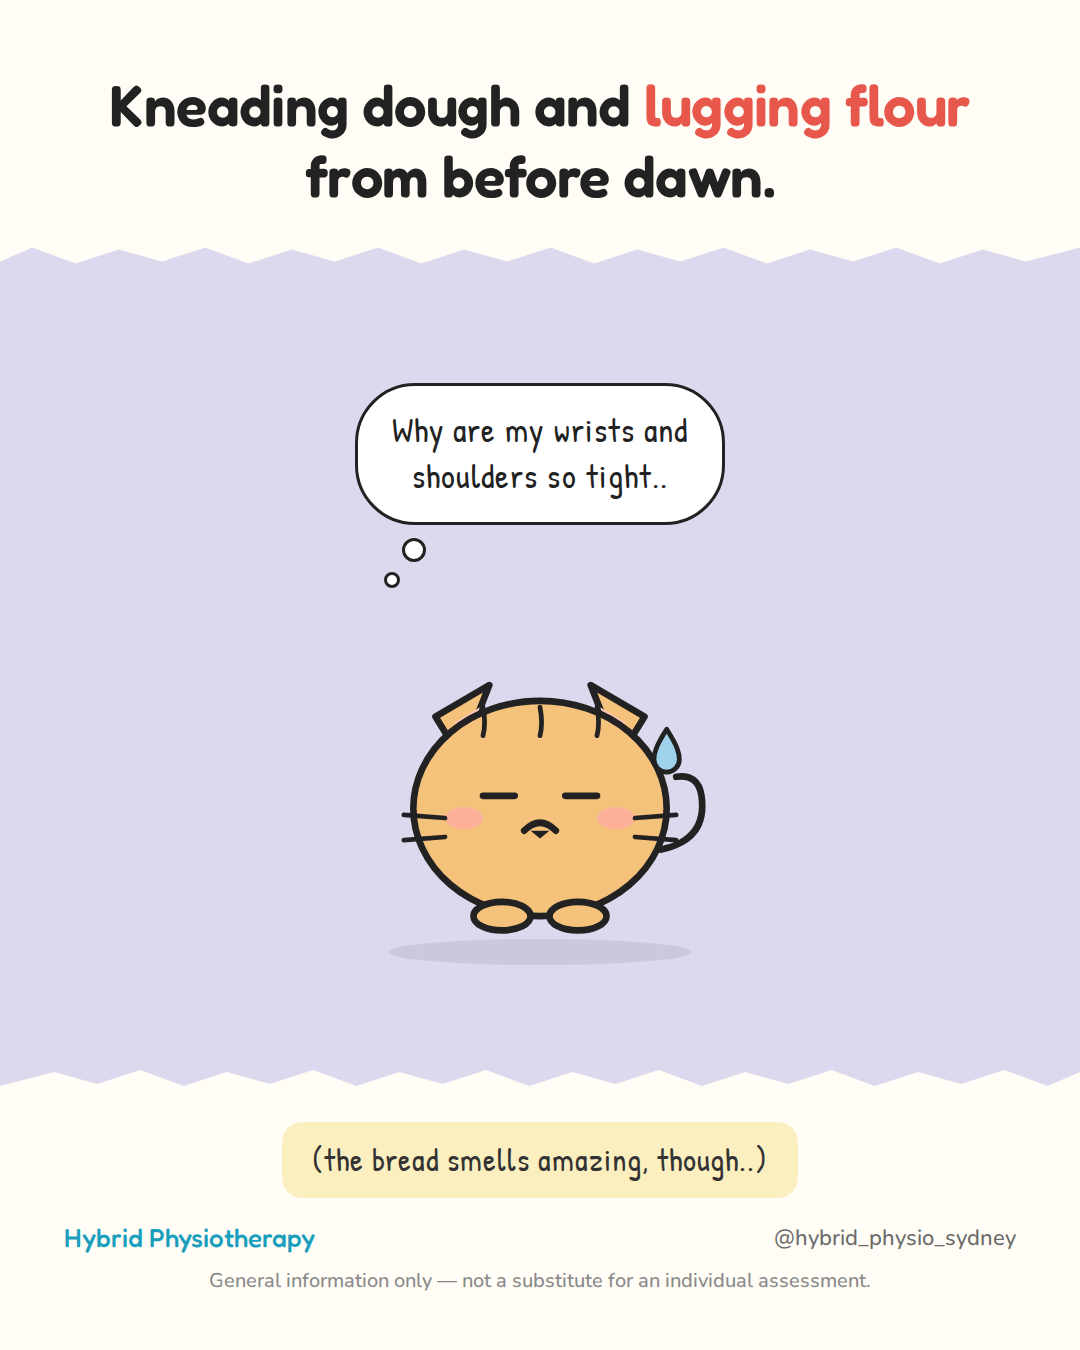 Kneading dough and lugging flour
from before dawn.
Why are my wrists and
shoulders so tight..
(the bread smells amazing, though..)
Hybrid Physiotherapy
@hybrid_physio_sydney
General information only — not a substitute for an individual assessment.